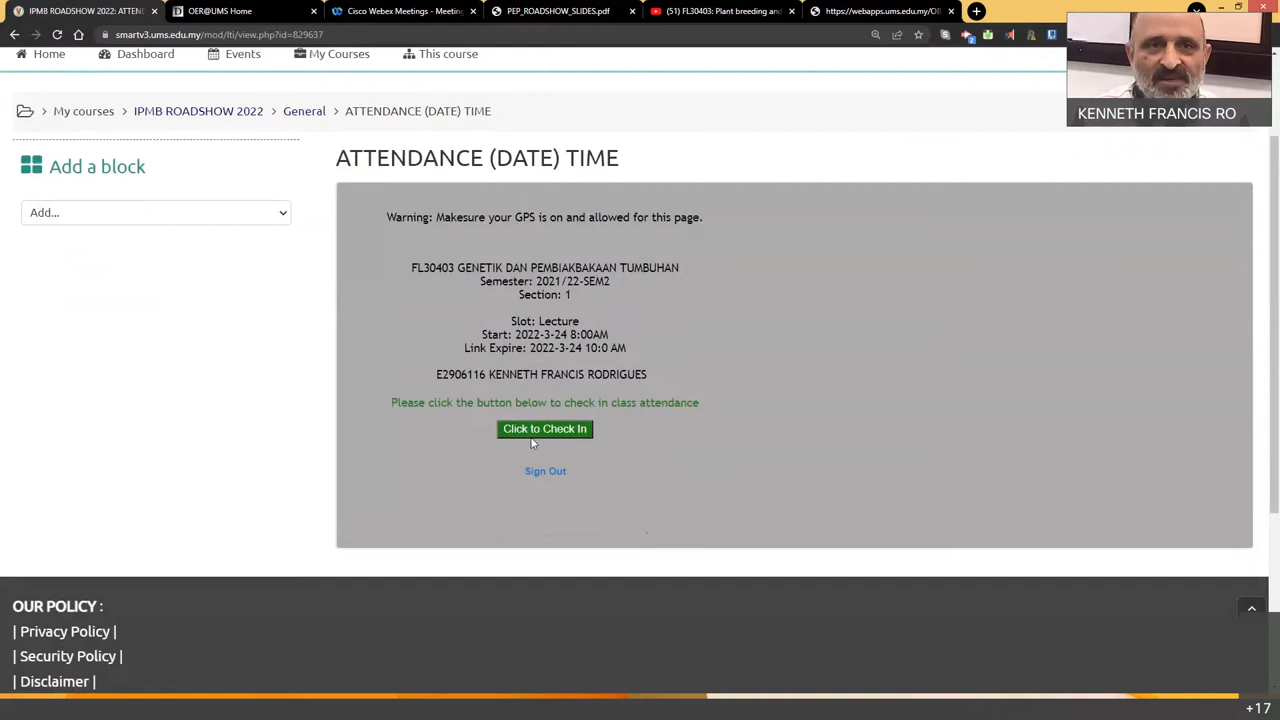 IPMB ROADSHOW 2022: ATTEN
OER@UMS Home
Cisco Webex Meetings - Meeting
PEP_ROADSHOW_SLIDES.pdf
(51) FL30403: Plant breeding and
https://webapps.ums.edu.my/OE
smartv3.ums.edu.my/mod/lti/view.php?id=829637
Home
Dashboard
Events
My Courses
This course
KENNETH FRANCIS RO
My courses > IPMB ROADSHOW 2022 > General > ATTENDANCE (DATE) TIME
Add a block
Add...
ATTENDANCE (DATE) TIME
Warning: Makesure your GPS is on and allowed for this page.
FL30403 GENETIK DAN PEMBIAKBAKAAN TUMBUHAN
Semester: 2021/22-SEM2
Section: 1
Slot: Lecture
Start: 2022-3-24 8:00AM
Link Expire: 2022-3-24 10:0 AM
E2906116 KENNETH FRANCIS RODRIGUES
Please click the button below to check in class attendance
Click to Check In
Sign Out
OUR POLICY :
| Privacy Policy |
| Security Policy |
| Disclaimer |
+17